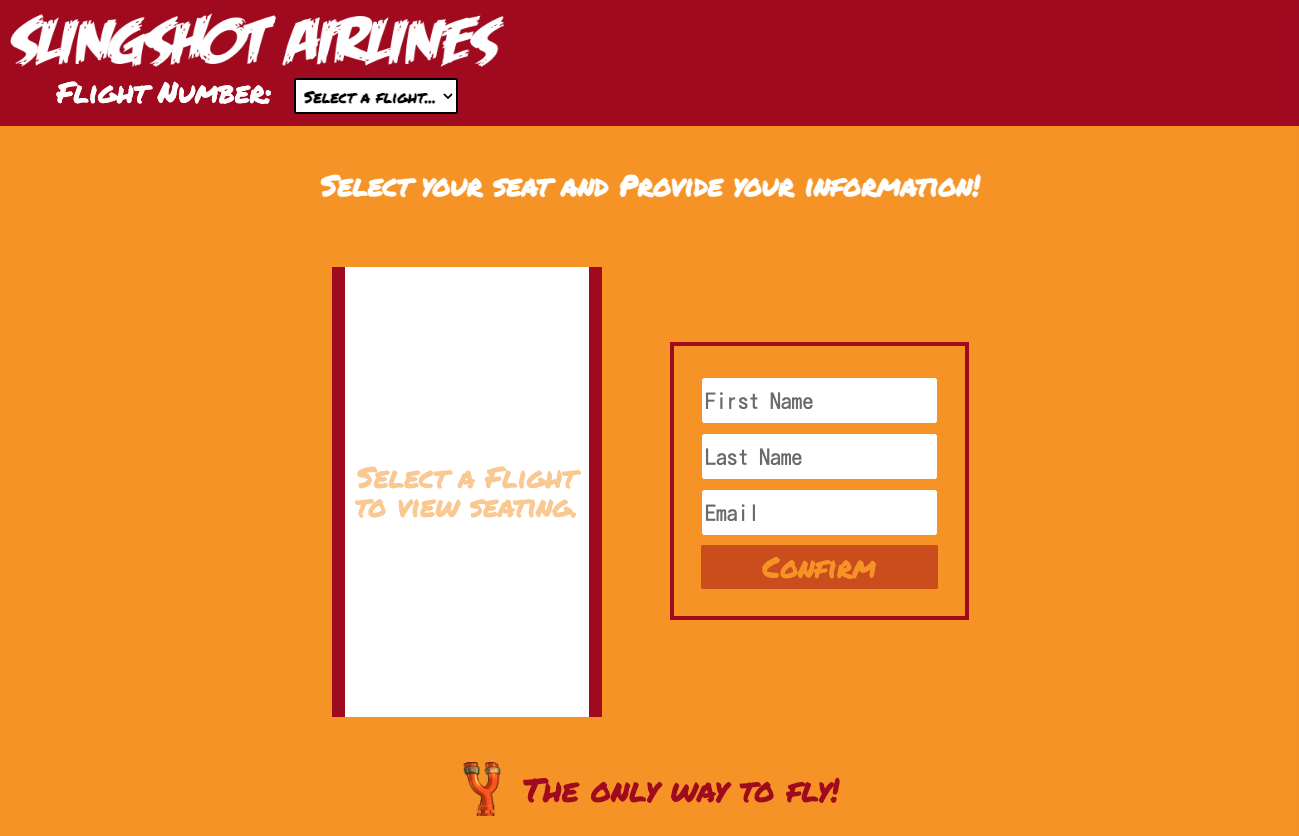 SLINGSHOT AIRLINES
Flight Number:
Select a flight...
Select your seat and Provide your information!
Select a Flight
to view seating.
First Name
Last Name
Email
Confirm
The only way to fly!